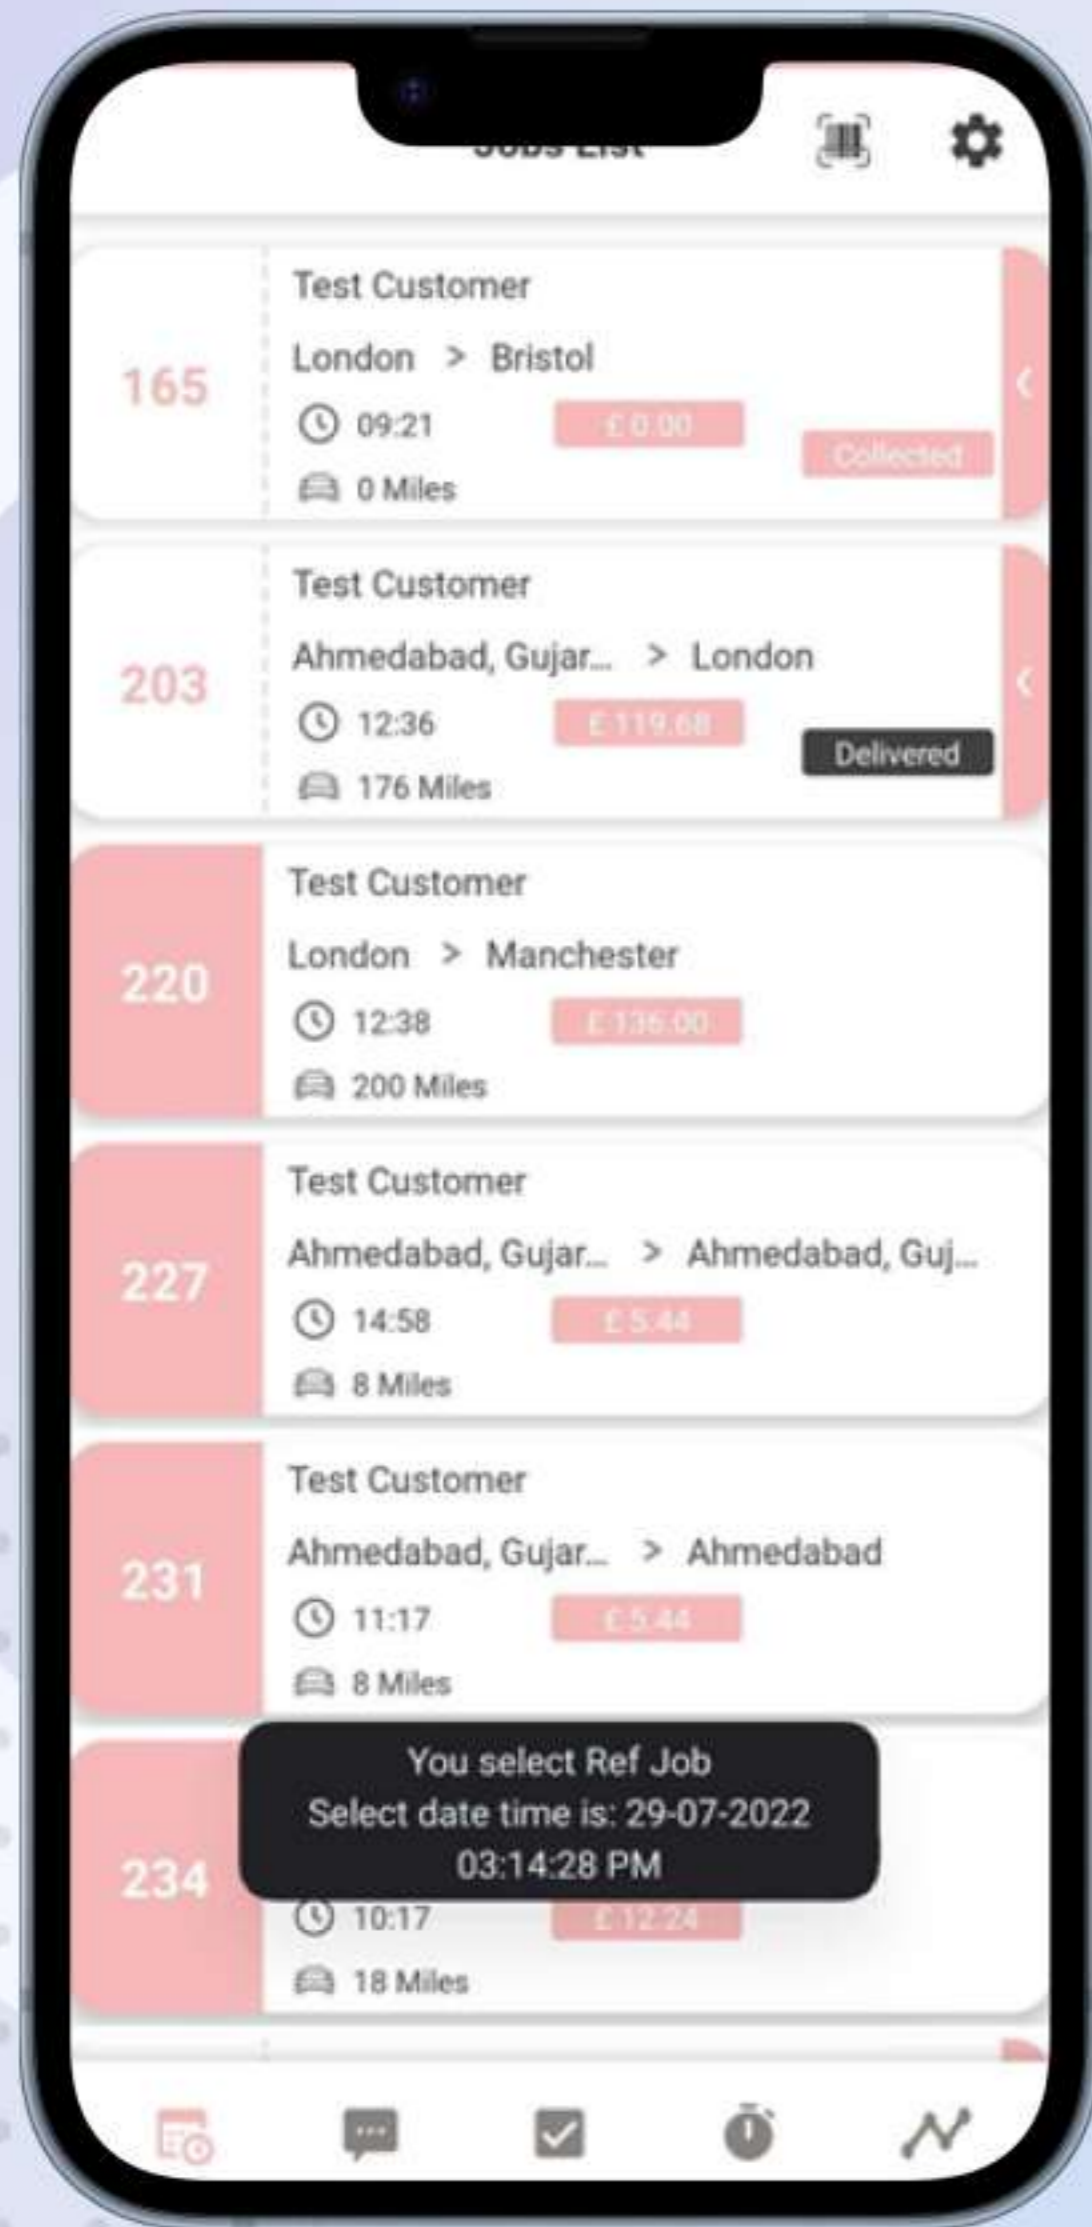 Jobs List
Test Customer
London > Bristol
165
09:21
£ 0.00
Collected
0 Miles
Test Customer
Ahmedabad, Gujar... > London
203
12:36
£ 119.68
Delivered
176 Miles
Test Customer
London > Manchester
220
12:38
£ 136.00
200 Miles
Test Customer
Ahmedabad, Gujar... > Ahmedabad, Guj...
227
14:58
£ 5.44
8 Miles
Test Customer
Ahmedabad, Gujar... > Ahmedabad
231
11:17
£ 5.44
8 Miles
You select Ref Job
Select date time is: 29-07-2022
03:14:28 PM
234
10:17
£ 12.24
18 Miles